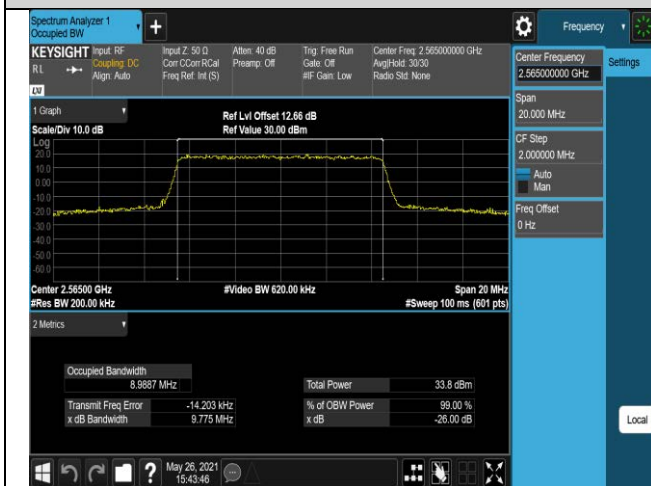 Spectrum Analyzer 1
Occupied BW
+
Frequency
KEYSIGHT
RL
LXI
Input: RF
Coupling: DC
Align: Auto
Input Z: 50 Ω
Corr CCorr RCal
Freq Ref: Int (S)
Atten: 40 dB
Preamp: Off
Trig: Free Run
Gate: Off
#IF Gain: Low
Center Freq: 2.565000000 GHz
Avg|Hold: 30/30
Radio Std: None
Center Frequency
2.565000000 GHz
Settings
Span
20.000 MHz
CF Step
2.000000 MHz
Auto
Man
Freq Offset
0 Hz
Local
1 Graph
Scale/Div 10.0 dB
Ref Lvl Offset 12.66 dB
Ref Value 30.00 dBm
Log
20.0
10.0
0.00
-10.0
-20.0
-30.0
-40.0
-50.0
-60.0
Center 2.56500 GHz
#Video BW 620.00 kHz
Span 20 MHz
#Res BW 200.00 kHz
#Sweep 100 ms (601 pts)
2 Metrics
Occupied Bandwidth
8.9887 MHz
Total Power 33.8 dBm
Transmit Freq Error -14.203 kHz
% of OBW Power 99.00 %
x dB Bandwidth 9.775 MHz
x dB -26.00 dB
?
May 26, 2021
15:43:46